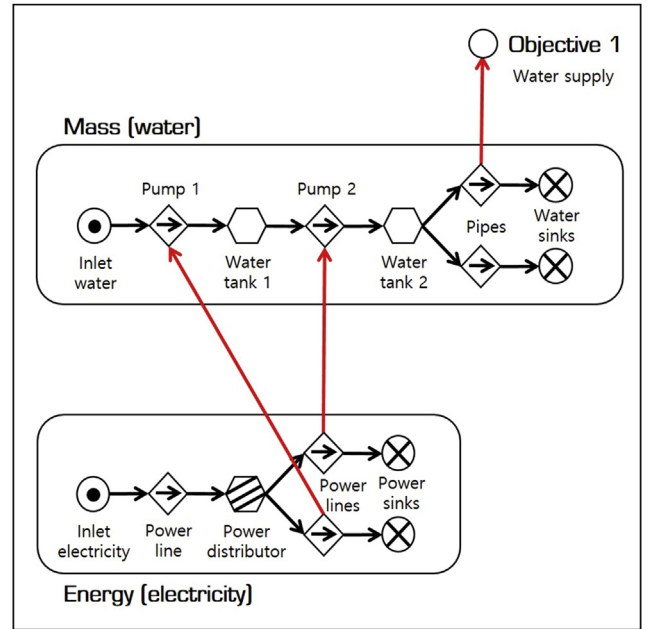 Objective 1
Water supply
Mass (water)
Pump 1
Pump 2
Inlet
water
Water
tank 1
Water
tank 2
Pipes
Water
sinks
Inlet
electricity
Power
line
Power
distributor
Power
lines
Power
sinks
Energy (electricity)